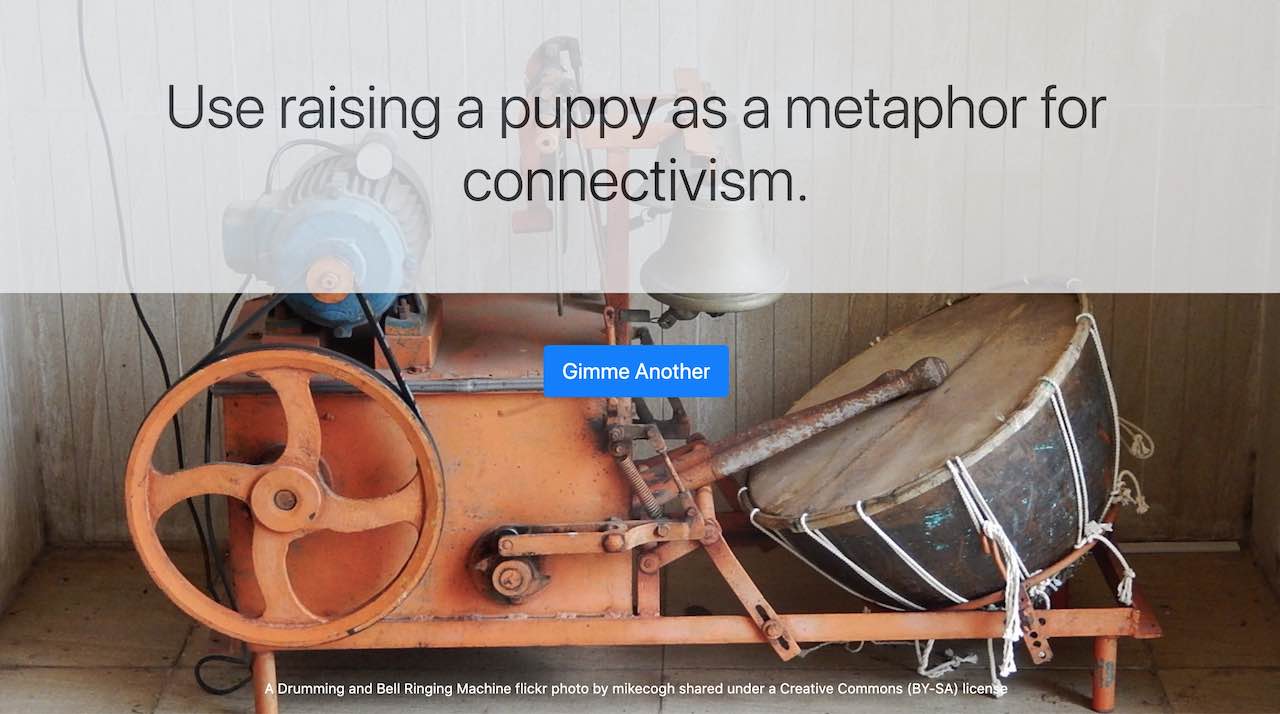 Use raising a puppy as a metaphor for
connectivism.
Gimme Another
A Drumming and Bell Ringing Machine flickr photo by mikecogh shared under a Creative Commons (BY-SA) license